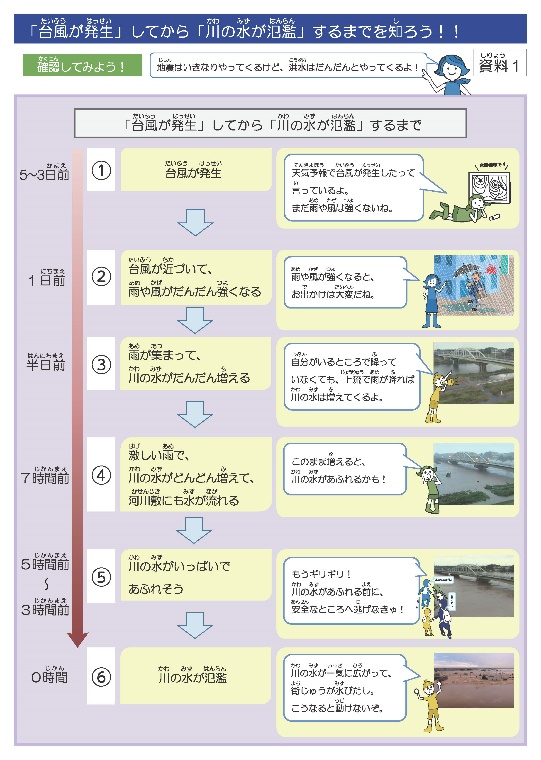 「台風が発生」してから「川の水が氾濫」するまでを知ろう！！
確認してみよう！
地震はいきなりやってくるけど、洪水はだんだんとやってくるよ！
資料１
「台風が発生」してから「川の水が氾濫」するまで
5～3日前
①
台風が発生
天気予報で台風が発生したって
言っているよ。
まだ雨や風は強くないね。
1日前
②
台風が近づいて、
雨や風がだんだん強くなる
雨や風が強くなると、
お出かけは大変だね。
半日前
③
雨が集まって、
川の水がだんだん増える
自分がいるところで降って
いなくても、上流で雨が降れば
川の水は増えてくるよ。
7時間前
④
激しい雨で、
川の水がどんどん増えて、
河川敷にも水が流れる
このまま増えると、
川の水があふれるかも！
5時間前
～
3時間前
⑤
川の水がいっぱいで
あふれそう
もうギリギリ！
川の水があふれる前に、
安全なところへ逃げなきゃ！
0時間
⑥
川の水が氾濫
川の水が一気に広がって、
街じゅうが水びたし。
こうなると動けないぞ。